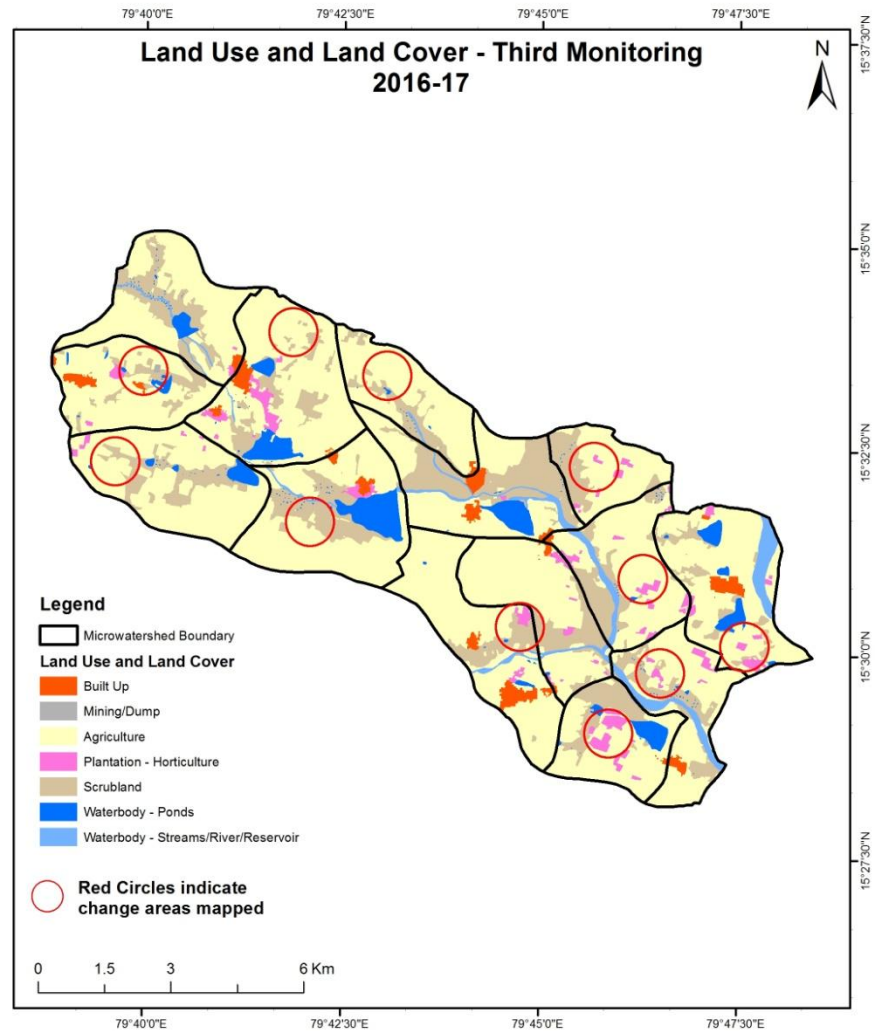 79°40'0"E 79°42'30"E 79°45'0"E 79°47'30"E
Land Use and Land Cover - Third Monitoring
2016-17
N
15°37'30"N
15°35'0"N
15°32'30"N
15°30'0"N
15°27'30"N
Legend
Microwatershed Boundary
Land Use and Land Cover
Built Up
Mining/Dump
Agriculture
Plantation - Horticulture
Scrubland
Waterbody - Ponds
Waterbody - Streams/River/Reservoir
Red Circles indicate
change areas mapped
0 1.5 3 6 Km
79°40'0"E 79°42'30"E 79°45'0"E 79°47'30"E